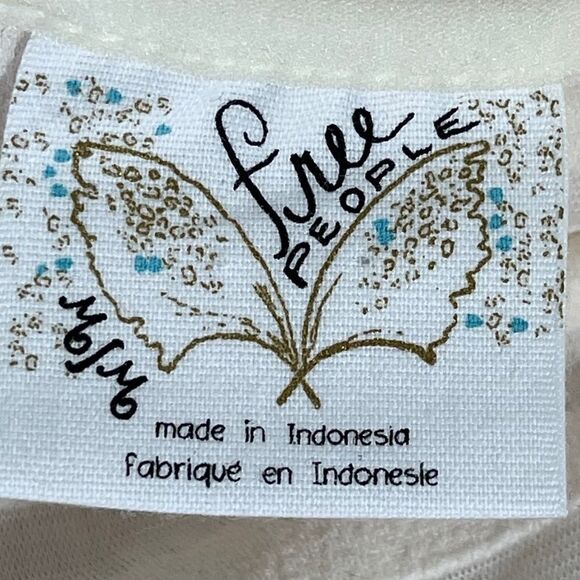 free
PEOPLE
made in Indonesia
fabriqué en Indonesie